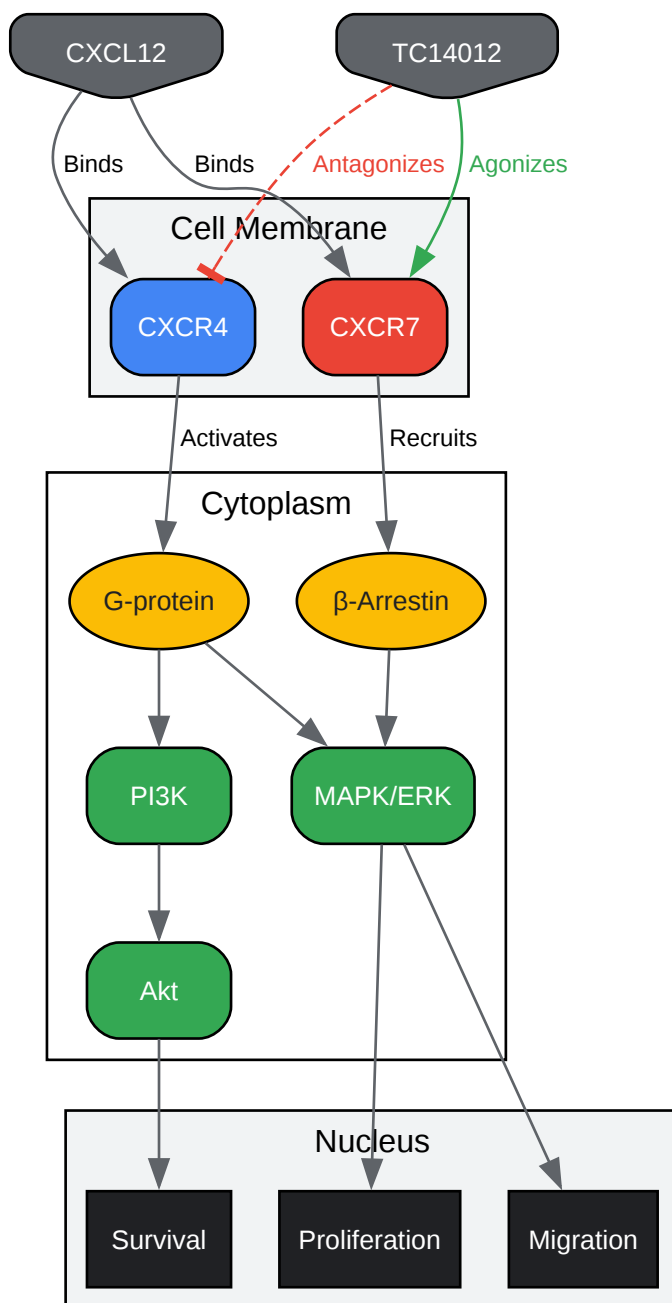 CXCL12
TC14012
Binds
Binds
Antagonizes
Agonizes
Cell Membrane
CXCR4
CXCR7
Activates
Recruits
Cytoplasm
G-protein
β-Arrestin
PI3K
MAPK/ERK
Akt
Nucleus
Survival
Proliferation
Migration